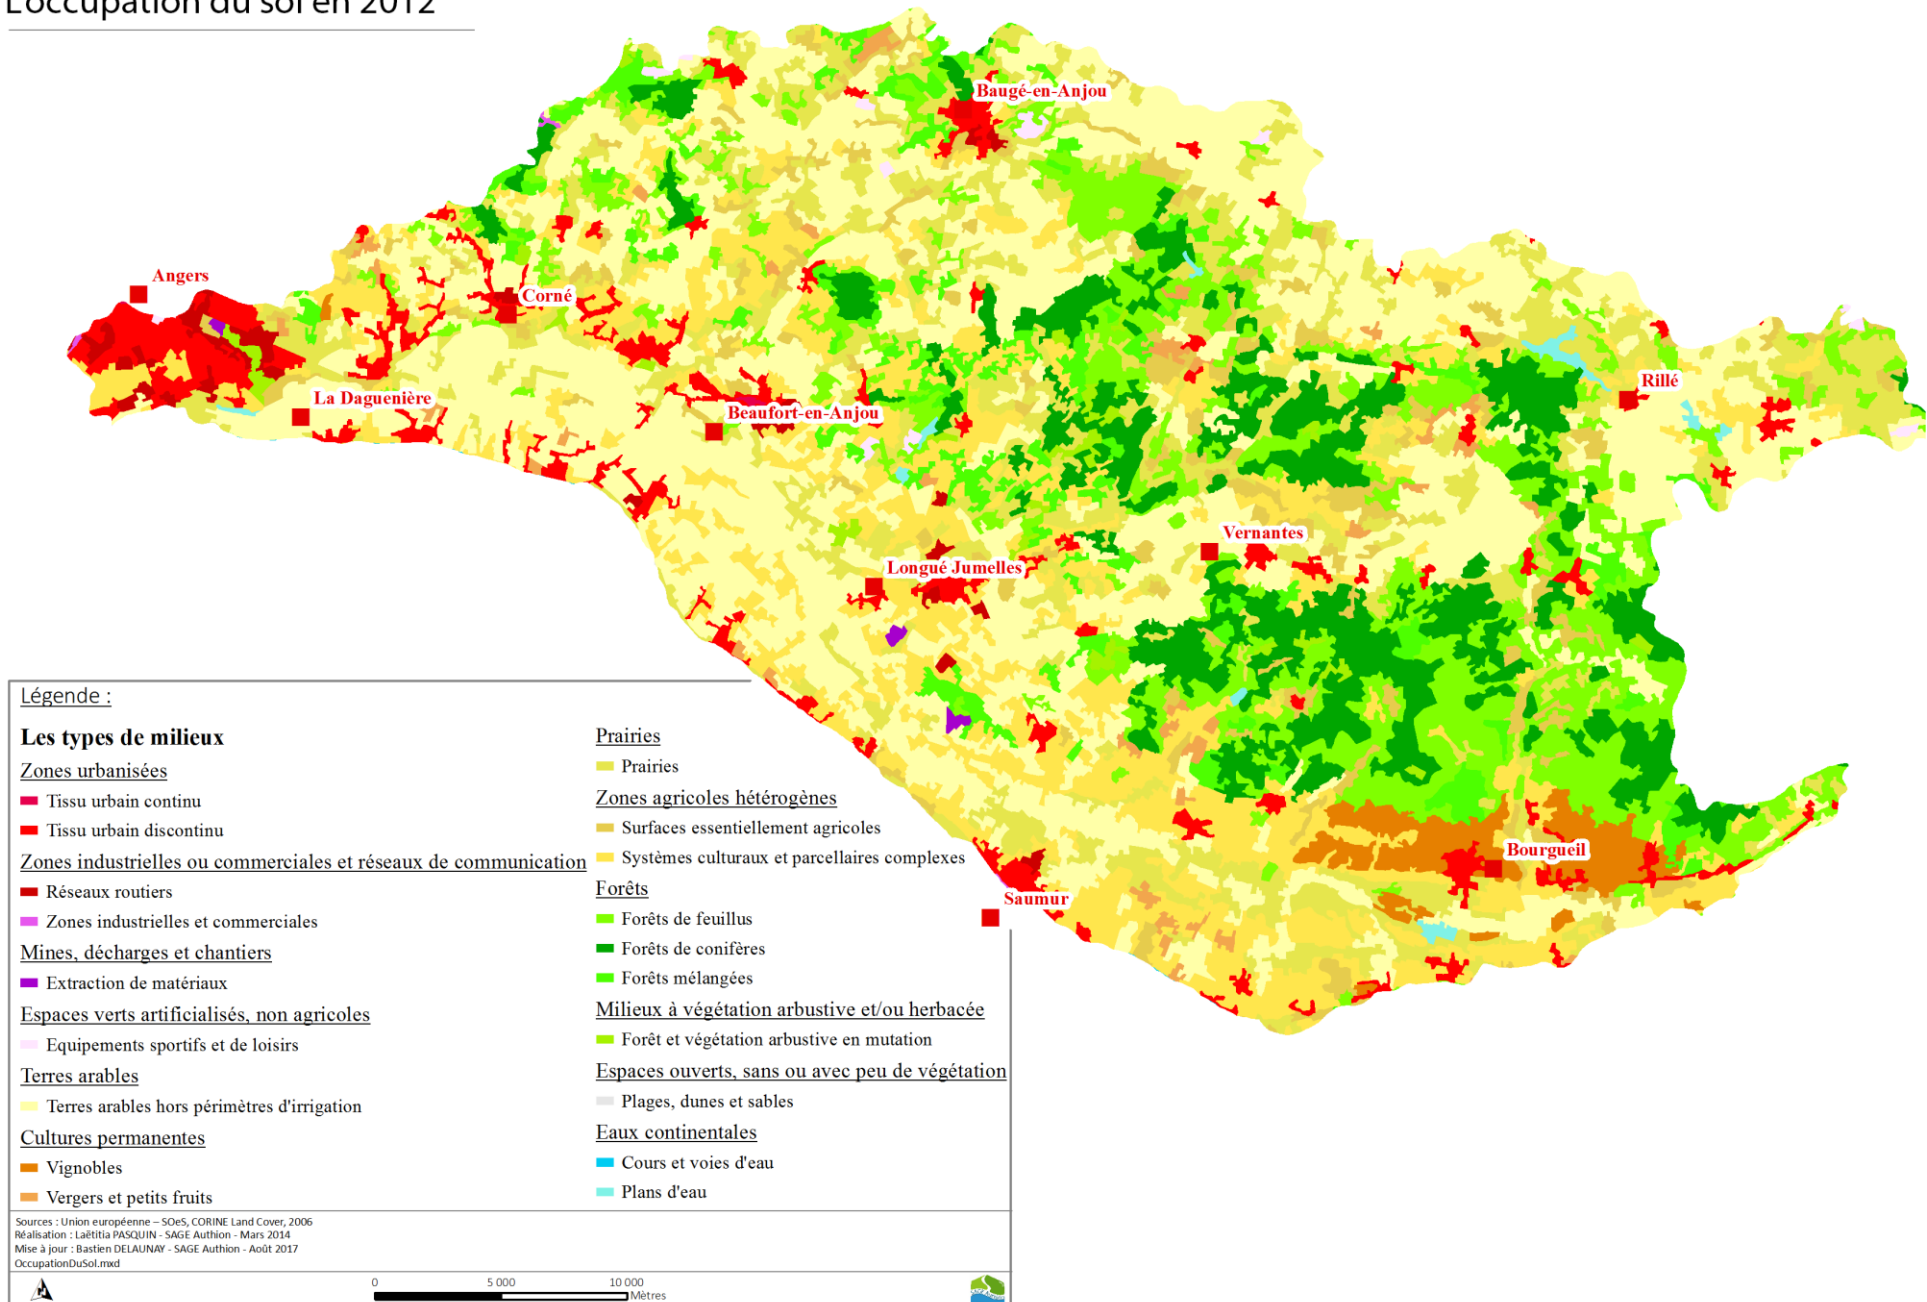 L'occupation du sol en 2012
Baugé-en-Anjou
Angers
Corné
La Daguenière
Beaufort-en-Anjou
Rillé
Vernantes
Longué Jumelles
Bourgueil
Saumur
Légende :
Les types de milieu
Zones urbanisées
Tissu urbain continu
Tissu urbain discontinu
Zones industrielles ou commerciales et réseaux de communication
Réseaux routiers
Zones industrielles et commerciales
Mines, décharges et chantiers
Extraction de matériaux
Espaces verts artificialisés, non agricoles
Equipements sportifs et de loisirs
Terres arables
Terres arables hors périmètres d'irrigation
Cultures permanentes
Vignobles
Vergers et petits fruits
Prairies
Prairies
Zones agricoles hétérogènes
Surfaces essentiellement agricoles
Systèmes culturaux et parcellaires complexes
Forêts
Forêts de feuillus
Forêts de conifères
Forêts mélangées
Milieux à végétation arbustive et/ou herbacée
Forêt et végétation arbustive en mutation
Espaces ouverts, sans ou avec peu de végétation
Plages, dunes et sables
Eaux continentales
Cours et voies d'eau
Plans d'eau
Sources : Union européenne – SOeS, CORINE Land Cover, 2006
Réalisation : Laëtitia PASQUIN - SAGE Authion - Mars 2014
Mise à jour : Bastien DELAUNAY - SAGE Authion - Août 2017
OccupationDuSol.mxd
0 5 000 10 000
Mètres